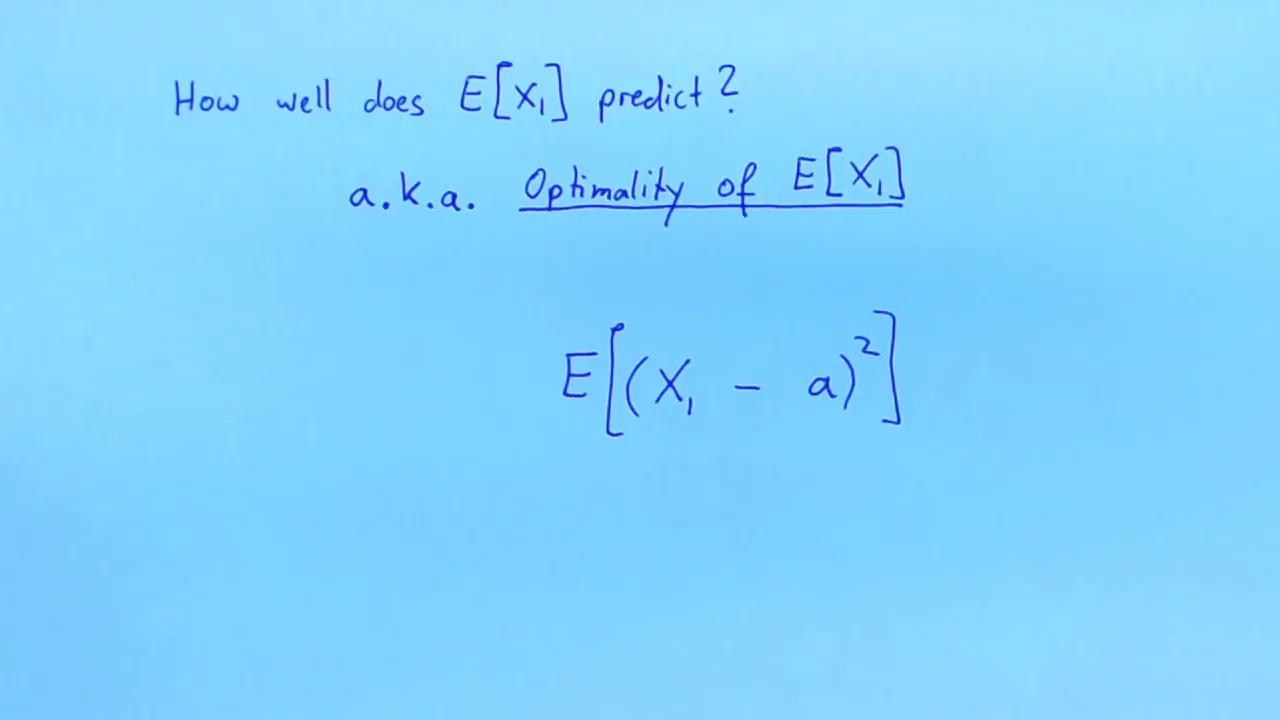 How well does E[X₁] predict?
a.k.a. Optimality of E[X₁]
E[(X₁ - a)²]